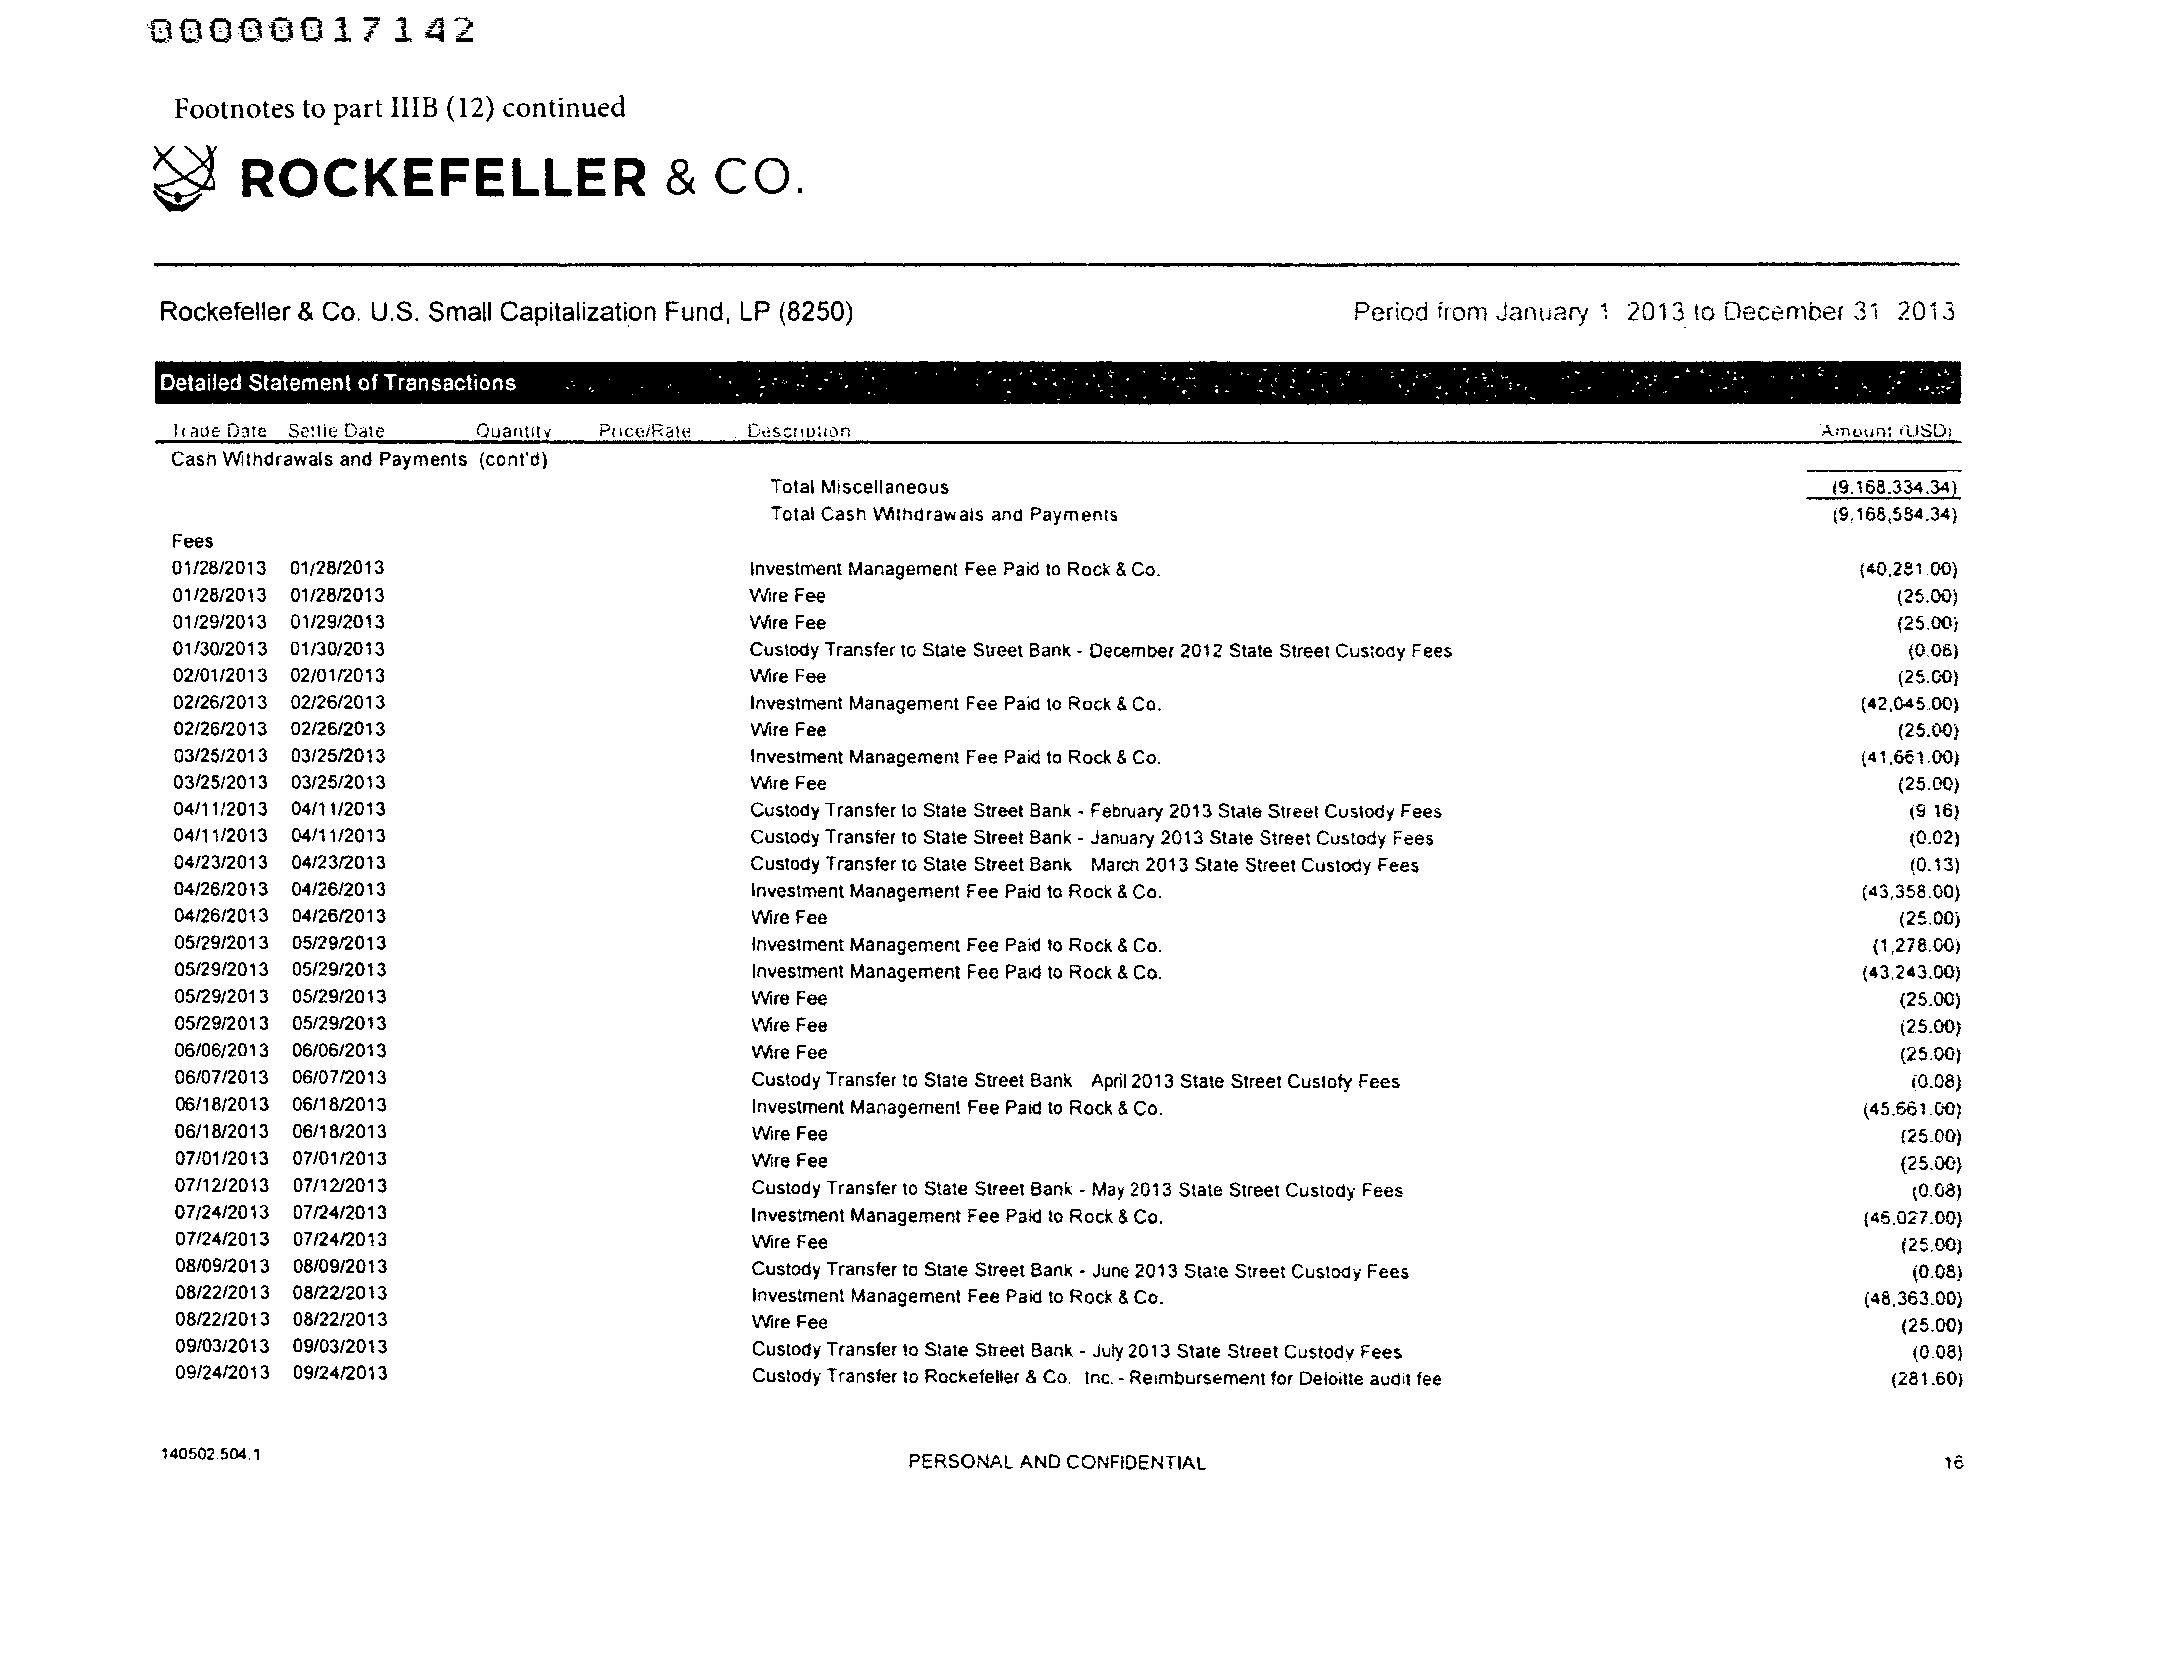 00000017142
Footnotes to part IIIB (12) continued
ROCKEFELLER & CO.
Rockefeller & Co. U.S. Small Capitalization Fund, LP (8250) Period from January 1 2013 to December 31 2013
Detailed Statement of Transactions
Trade Date Settle Date Quantity Price/Rate Description Amount (USD)
Cash Withdrawals and Payments (cont'd)
Total Miscellaneous (9,168,334.34)
Total Cash Withdrawals and Payments (9,168,584.34)
Fees
01/28/2013 01/28/2013 Investment Management Fee Paid to Rock & Co. (40,281.00)
01/28/2013 01/28/2013 Wire Fee (25.00)
01/29/2013 01/29/2013 Wire Fee (25.00)
01/30/2013 01/30/2013 Custody Transfer to State Street Bank - December 2012 State Street Custody Fees (0.06)
02/01/2013 02/01/2013 Wire Fee (25.00)
02/26/2013 02/26/2013 Investment Management Fee Paid to Rock & Co. (42,045.00)
02/26/2013 02/26/2013 Wire Fee (25.00)
03/25/2013 03/25/2013 Investment Management Fee Paid to Rock & Co. (41,661.00)
03/25/2013 03/25/2013 Wire Fee (25.00)
04/11/2013 04/11/2013 Custody Transfer to State Street Bank - February 2013 State Street Custody Fees (9 16)
04/11/2013 04/11/2013 Custody Transfer to State Street Bank - January 2013 State Street Custody Fees (0.02)
04/23/2013 04/23/2013 Custody Transfer to State Street Bank March 2013 State Street Custody Fees (0.13)
04/26/2013 04/26/2013 Investment Management Fee Paid to Rock & Co. (43,358.00)
04/26/2013 04/26/2013 Wire Fee (25.00)
05/29/2013 05/29/2013 Investment Management Fee Paid to Rock & Co. (1,278.00)
05/29/2013 05/29/2013 Investment Management Fee Paid to Rock & Co. (43,243.00)
05/29/2013 05/29/2013 Wire Fee (25.00)
05/29/2013 05/29/2013 Wire Fee (25.00)
06/06/2013 06/06/2013 Wire Fee (25.00)
06/07/2013 06/07/2013 Custody Transfer to State Street Bank April 2013 State Street Custofy Fees (0.08)
06/18/2013 06/18/2013 Investment Management Fee Paid to Rock & Co. (45,661.00)
06/18/2013 06/18/2013 Wire Fee (25.00)
07/01/2013 07/01/2013 Wire Fee (25.00)
07/12/2013 07/12/2013 Custody Transfer to State Street Bank - May 2013 State Street Custody Fees (0.08)
07/24/2013 07/24/2013 Investment Management Fee Paid to Rock & Co.
07/24/2013 07/24/2013 Wire Fee (25.00)
08/09/2013 08/09/2013 Custody Transfer to State Street Bank - June 2013 State Street Custody Fees (0.08)
08/22/2013 08/22/2013 Investment Management Fee Paid to Rock & Co. (48,363.00)
08/22/2013 08/22/2013 Wire Fee (25.00)
09/03/2013 09/03/2013 Custody Transfer to State Street Bank - July 2013 State Street Custody Fees (0.08)
09/24/2013 09/24/2013 Custody Transfer to Rockefeller & Co. Inc. - Reimbursement for Deloitte audit fee (281.60)
140502.504.1 PERSONAL AND CONFIDENTIAL 16